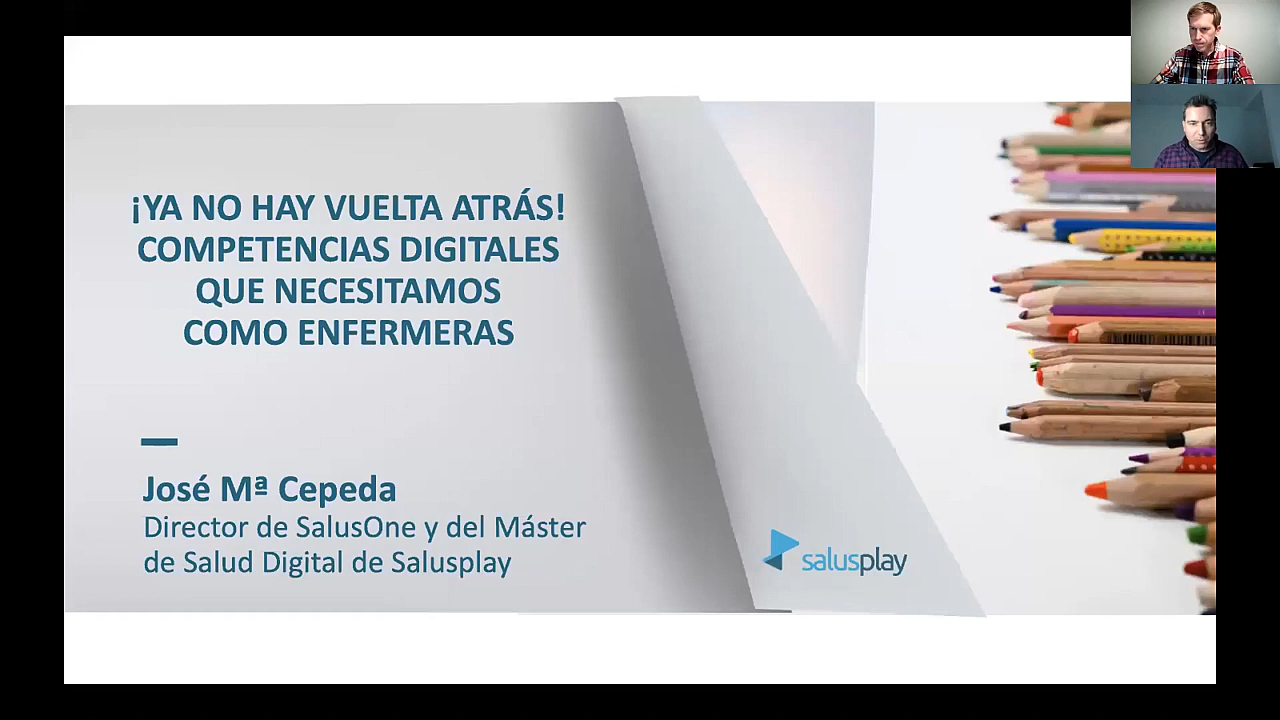 ¡YA NO HAY VUELTA ATRÁS!
COMPETENCIAS DIGITALES
QUE NECESITAMOS
COMO ENFERMERAS
José Mª Cepeda
Director de SalusOne y del Máster
de Salud Digital de Salusplay
salusplay